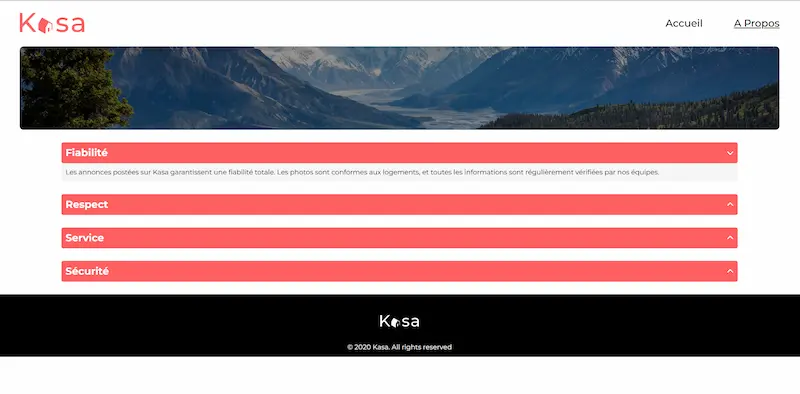 Kasa
Accueil
A Propos
Fiabilité
Les annonces postées sur Kasa garantissent une fiabilité totale. Les photos sont conformes aux logements, et toutes les informations sont régulièrement vérifiées par nos équipes.
Respect
Service
Sécurité
Kasa
© 2020 Kasa. All rights reserved